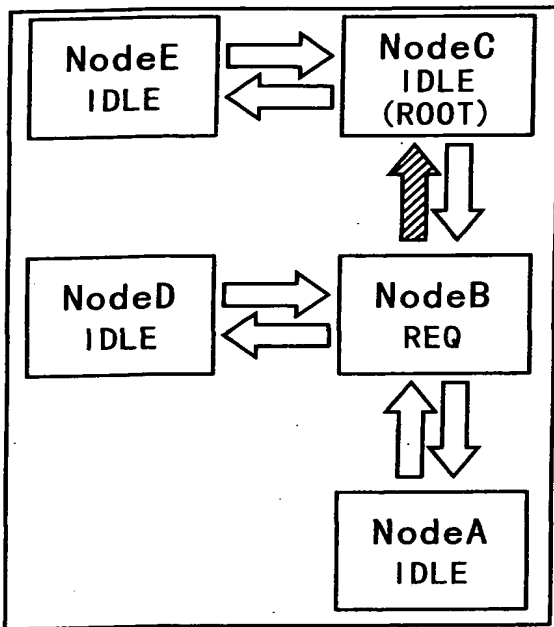 NodeE
IDLE
NodeC
IDLE
(ROOT)
NodeD
IDLE
NodeB
REQ
NodeA
IDLE